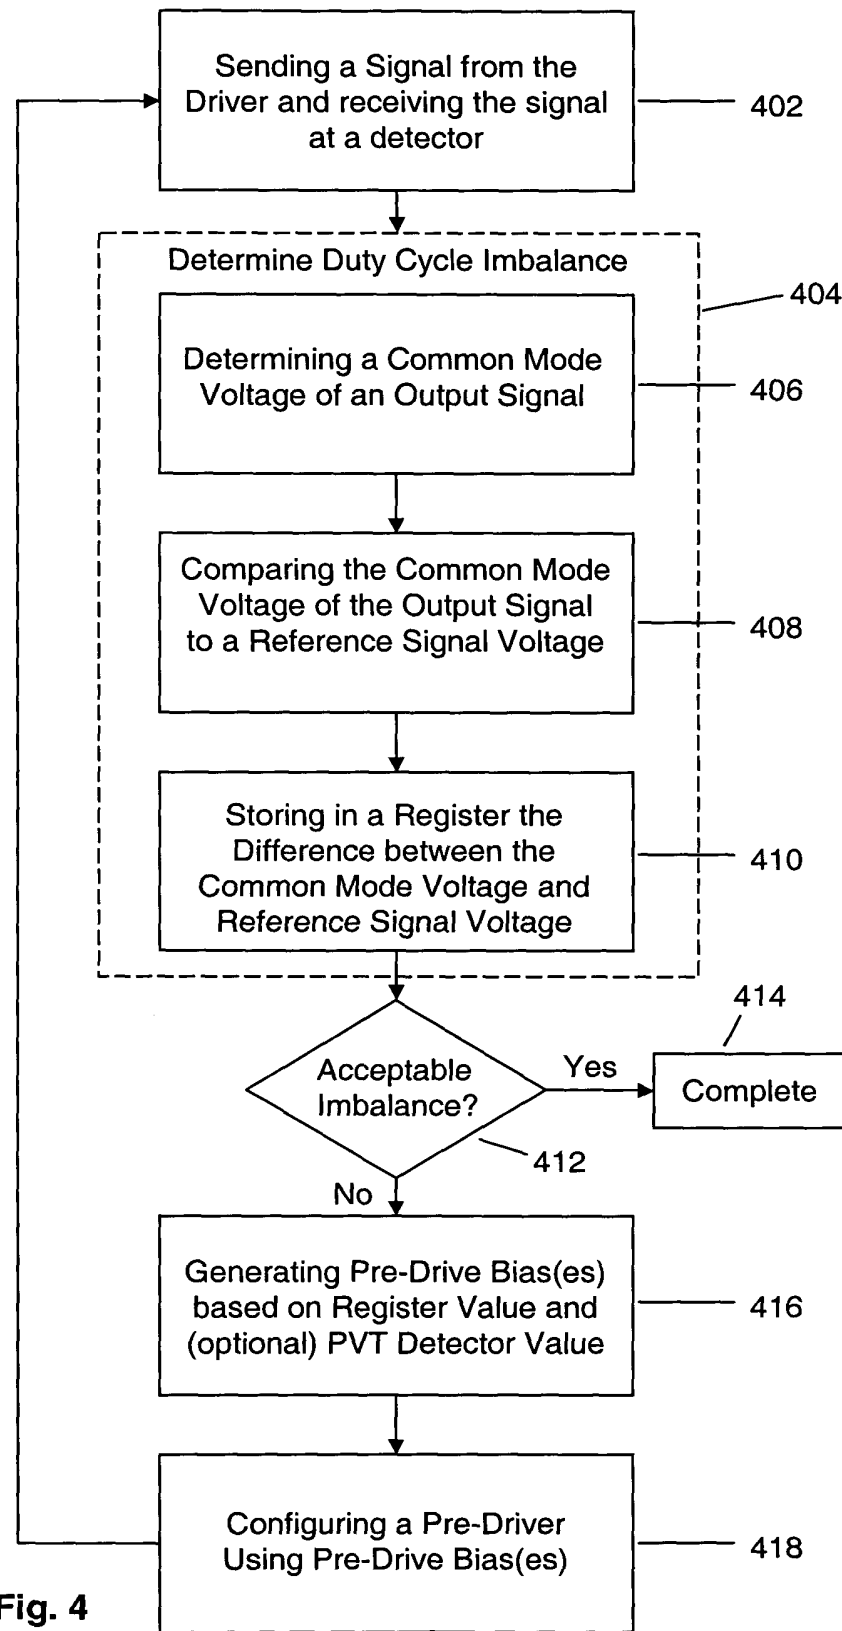 Sending a Signal from the
Driver and receiving the signal
at a detector
402
Determine Duty Cycle Imbalance
404
Determining a Common Mode
Voltage of an Output Signal
406
Comparing the Common Mode
Voltage of the Output Signal
to a Reference Signal Voltage
408
Storing in a Register the
Difference between the
Common Mode Voltage and
Reference Signal Voltage
410
414
Acceptable
Imbalance?
Yes
Complete
412
No
Generating Pre-Drive Bias(es)
based on Register Value and
(optional) PVT Detector Value
416
Configuring a Pre-Driver
Using Pre-Drive Bias(es)
418
Fig. 4